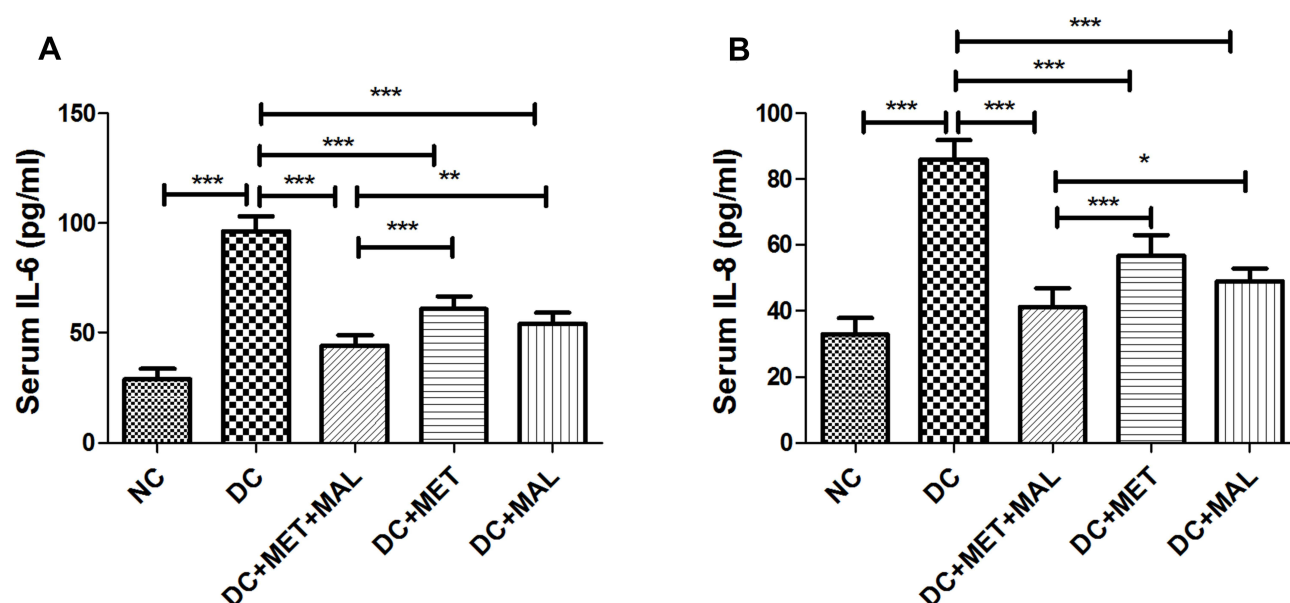 A
Serum IL-6 (pg/ml)
150
100
50
0
***
***
***
***
**
***
NC
DC
DC+MET+MAL
DC+MET
DC+MAL
B
Serum IL-8 (pg/ml)
100
80
60
40
20
0
***
***
***
***
*
***
NC
DC
DC+MET+MAL
DC+MET
DC+MAL